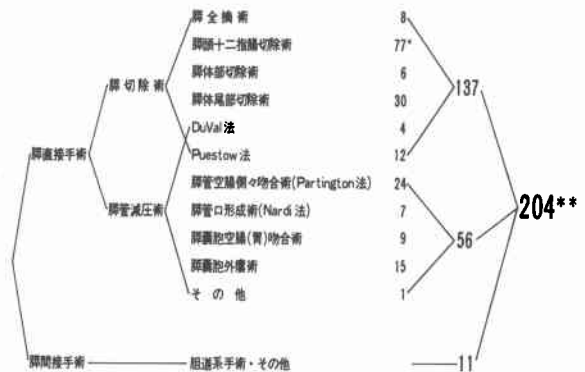 膵全摘術 8
膵頭十二指腸切除術 77*
膵体部切除術 6
膵切除術
膵体尾部切除術 30
137
DuVal法 4
膵直接手術
Puestow法 12
膵管空腸側々吻合術(Partington法) 24
膵管減圧術
膵管口形成術(Nardi法) 7
204**
膵嚢胞空腸(胃)吻合術 9
56
膵嚢胞外瘻術 15
その他 1
膵間接手術
胆道系手術・その他
11